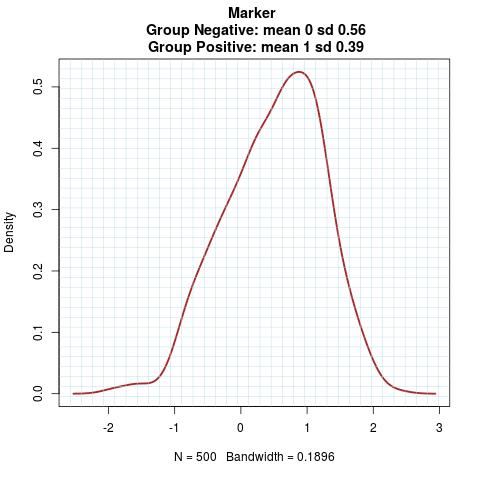 Marker
Group Negative: mean 0 sd 0.56
Group Positive: mean 1 sd 0.39
Density
0.5
0.4
0.3
0.2
0.1
0.0
-2 -1 0 1 2 3
N = 500 Bandwidth = 0.1896